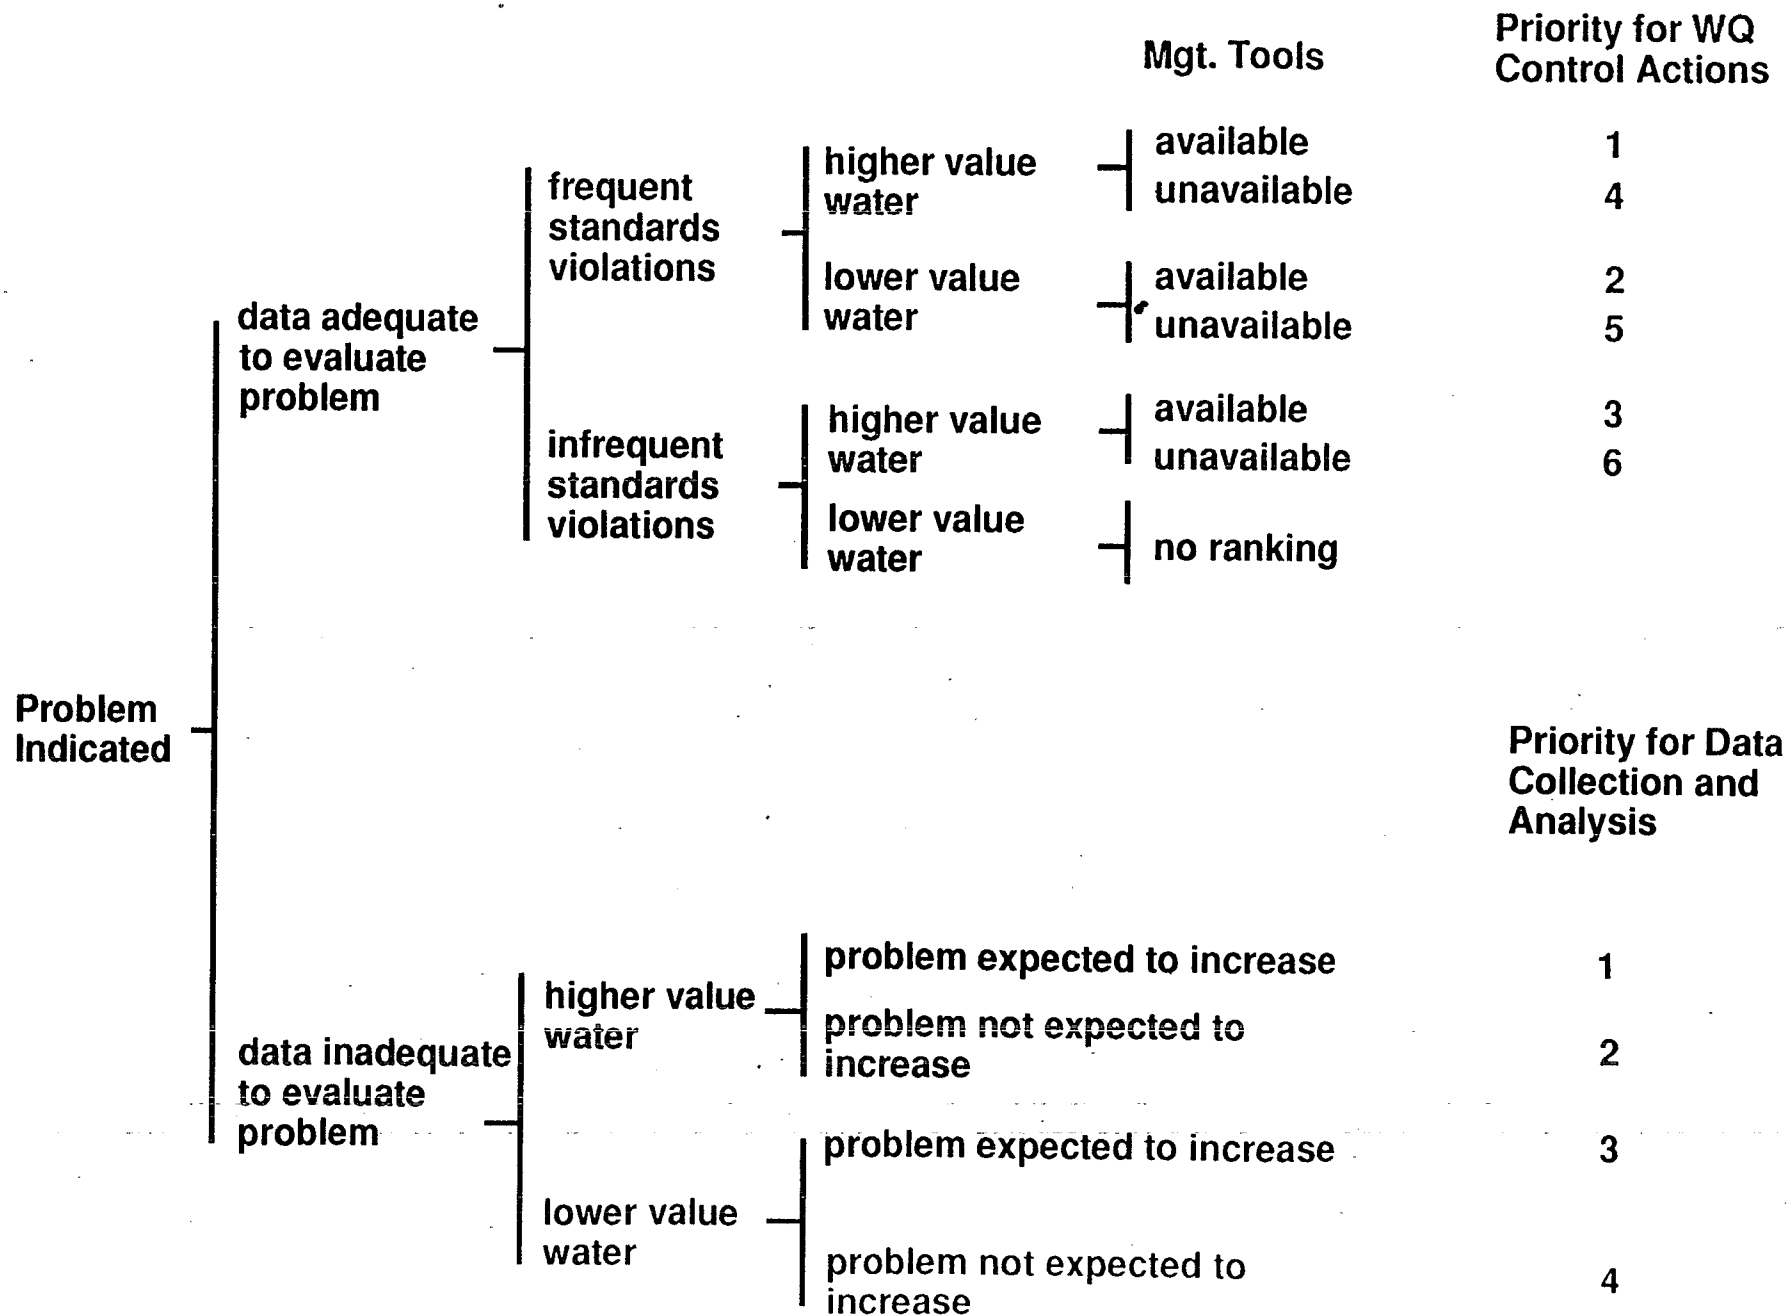 Mgt. Tools
Priority for WQ
Control Actions
frequent
standards
violations
higher value
water
available
1
unavailable
4
lower value
water
available
2
unavailable
5
data adequate
to evaluate
problem
infrequent
standards
violations
higher value
water
available
3
unavailable
6
lower value
water
no ranking
Problem
Indicated
Priority for Data
Collection and
Analysis
data inadequate
to evaluate
problem
higher value
water
problem expected to increase
1
problem not expected to
increase
2
lower value
water
problem expected to increase
3
problem not expected to
increase
4